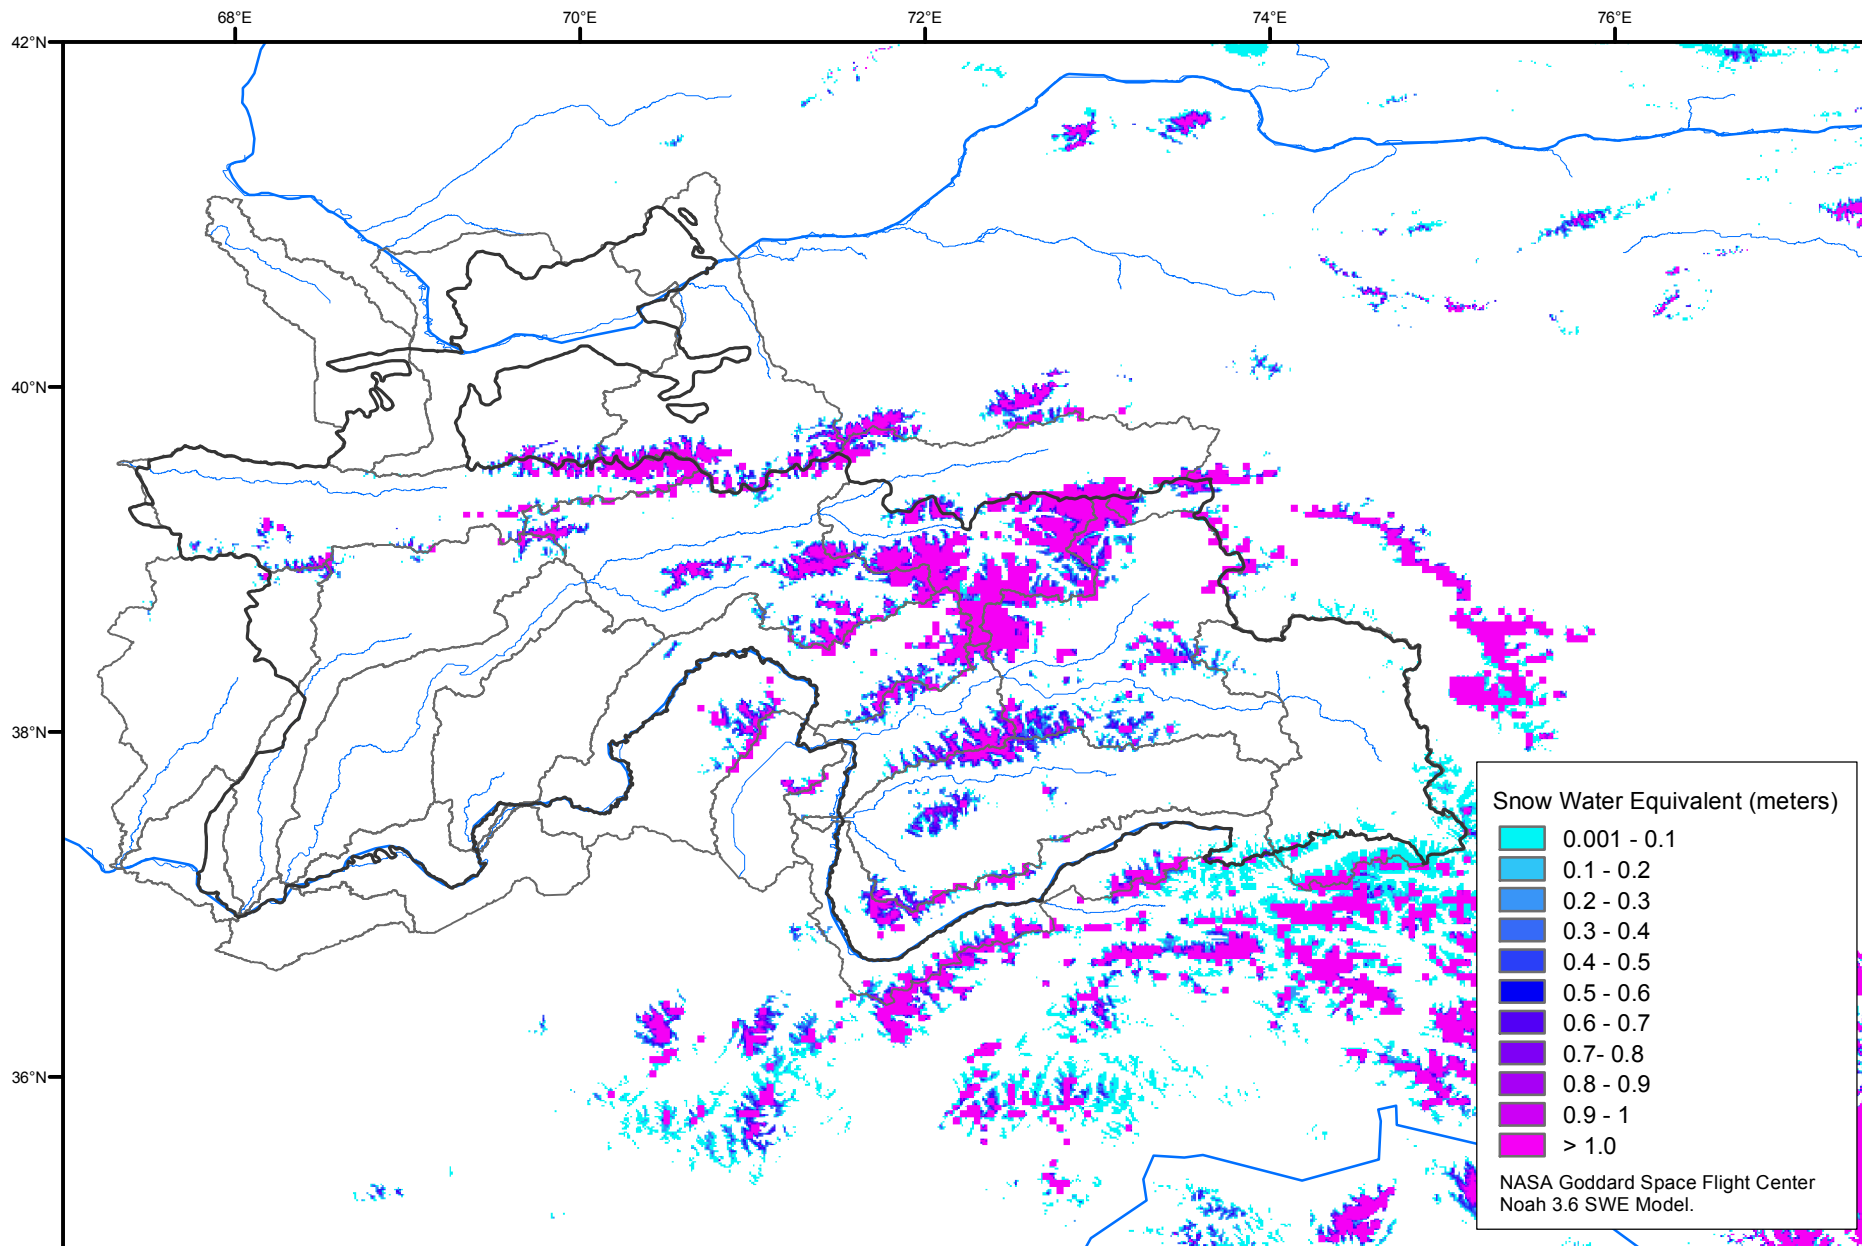 68°E 70°E 72°E 74°E 76°E
42°N
40°N
38°N
36°N
Snow Water Equivalent (meters)
0.001 - 0.1
0.1 - 0.2
0.2 - 0.3
0.3 - 0.4
0.4 - 0.5
0.5 - 0.6
0.6 - 0.7
0.7- 0.8
0.8 - 0.9
0.9 - 1
> 1.0
NASA Goddard Space Flight Center
Noah 3.6 SWE Model.